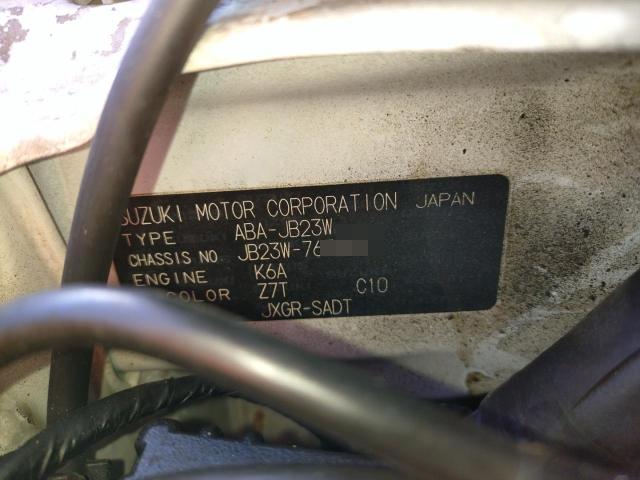 SUZUKI MOTOR CORPORATION JAPAN
TYPE ABA-JB23W
CHASSIS NO. JB23W-76
ENGINE K6A
COLOR Z7T C10
JXGR-SADT